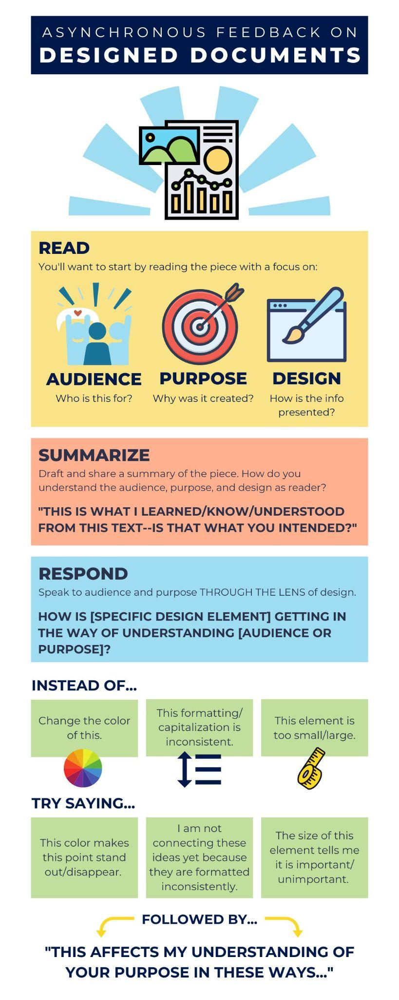 ASYNCHRONOUS FEEDBACK ON
DESIGNED DOCUMENTS
READ
You'll want to start by reading the piece with a focus on:
AUDIENCE
Who is this for?
PURPOSE
Why was it created?
DESIGN
How is the info
presented?
SUMMARIZE
Draft and share a summary of the piece. How do you
understand the audience, purpose, and design as reader?
"THIS IS WHAT I LEARNED/KNOW/UNDERSTOOD
FROM THIS TEXT--IS THAT WHAT YOU INTENDED?"
RESPOND
Speak to audience and purpose THROUGH THE LENS of design.
HOW IS [SPECIFIC DESIGN ELEMENT] GETTING IN
THE WAY OF UNDERSTANDING [AUDIENCE OR
PURPOSE]?
INSTEAD OF...
Change the color
of this.
This formatting/
capitalization is
inconsistent.
This element is
too small/large.
TRY SAYING...
This color makes
this point stand
out/disappear.
I am not
connecting these
ideas yet because
they are formatted
inconsistently.
The size of this
element tells me
it is important/
unimportant.
FOLLOWED BY...
"THIS AFFECTS MY UNDERSTANDING OF
YOUR PURPOSE IN THESE WAYS..."